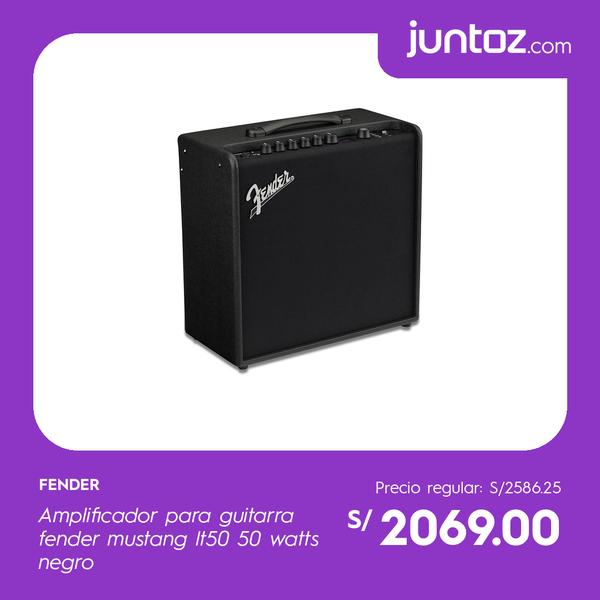 juntoz.com
Fender
FENDER
Amplificador para guitarra
fender mustang lt50 50 watts
negro
Precio regular: S/2586.25
S/ 2069.00